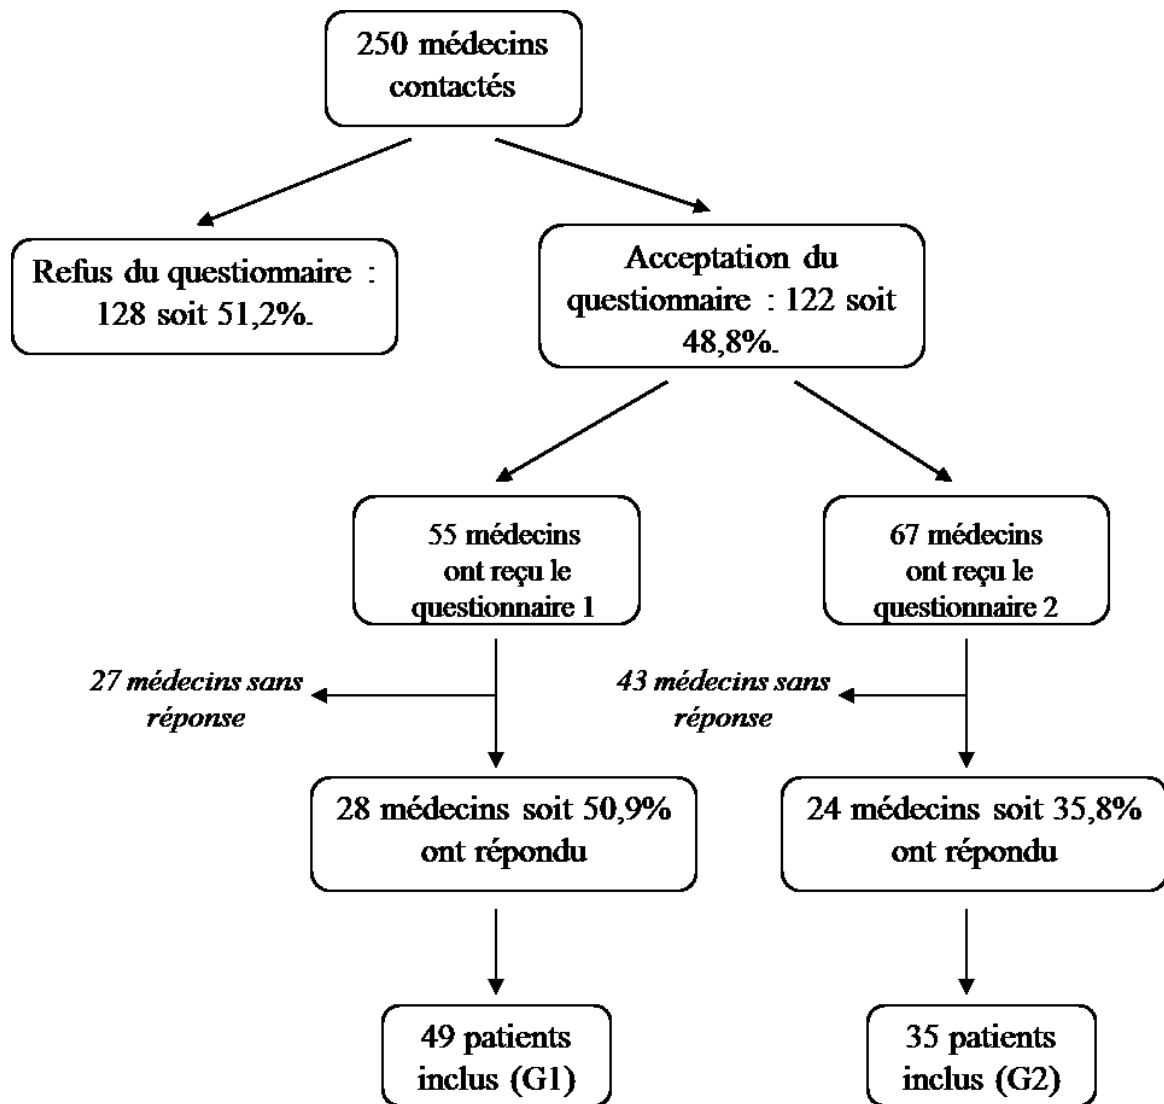 250 médecins
contactés
Refus du questionnaire :
128 soit 51,2%.
Acceptation du
questionnaire : 122 soit
48,8%.
55 médecins
ont reçu le
questionnaire 1
67 médecins
ont reçu le
questionnaire 2
27 médecins sans
réponse
43 médecins sans
réponse
28 médecins soit 50,9%
ont répondu
24 médecins soit 35,8%
ont répondu
49 patients
inclus (G1)
35 patients
inclus (G2)